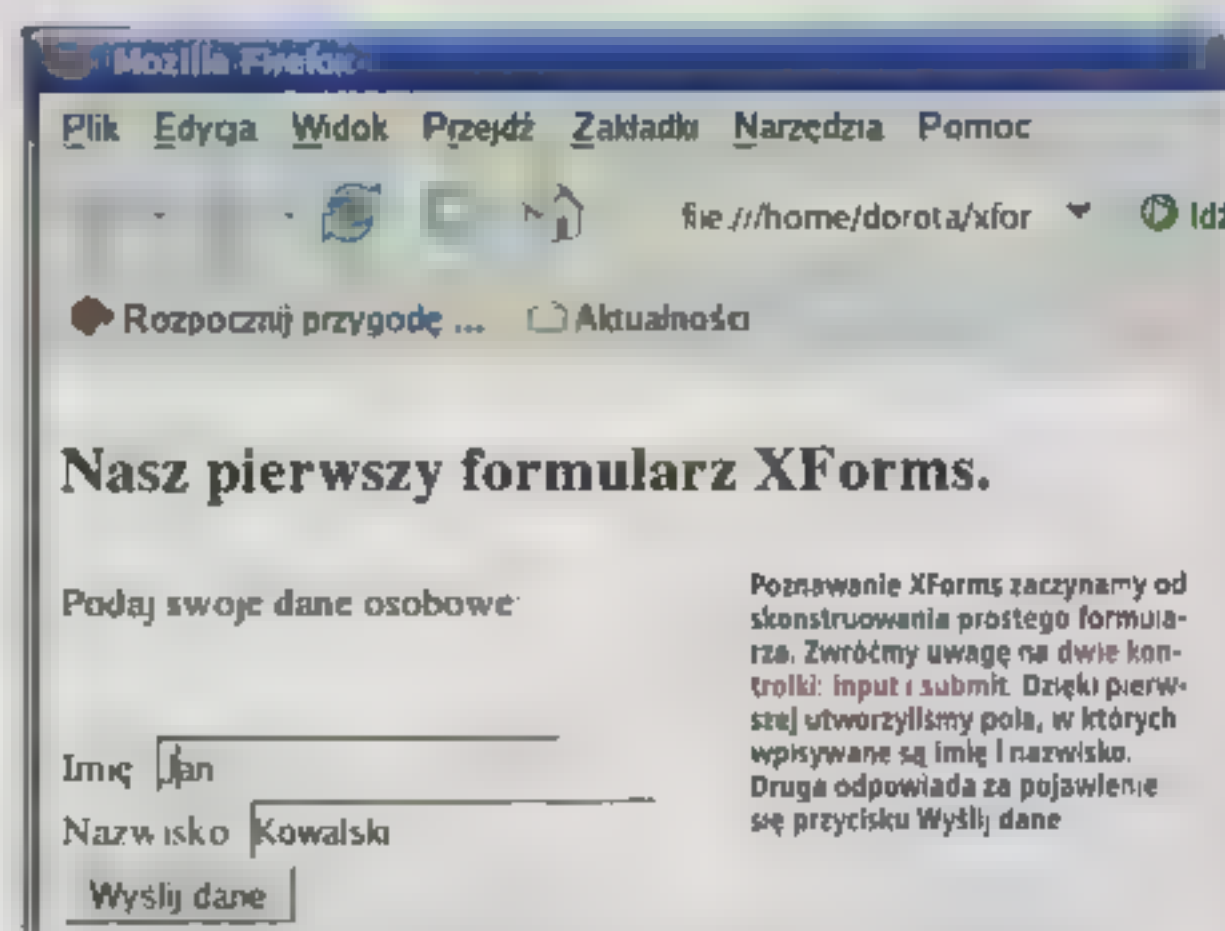 Mozilla Firefox
Plik Edycja Widok Przejdź Zakładki Narzędzia Pomoc
file:///home/dorota/xfor Idź
Rozpocznij przygodę ... Aktualności
Nasz pierwszy formularz XForms.
Podaj swoje dane osobowe
Imię Jan
Nazwisko Kowalski
Wyślij dane
Poznawanie XForms zaczynamy od
skonstruowania prostego formula-
rza. Zwróćmy uwagę na dwie kon-
trolki: input i submit. Dzięki pierw-
szej utworzyliśmy pola, w których
wpisywane są imię i nazwisko.
Druga odpowiada za pojawienie
się przycisku Wyślij dane